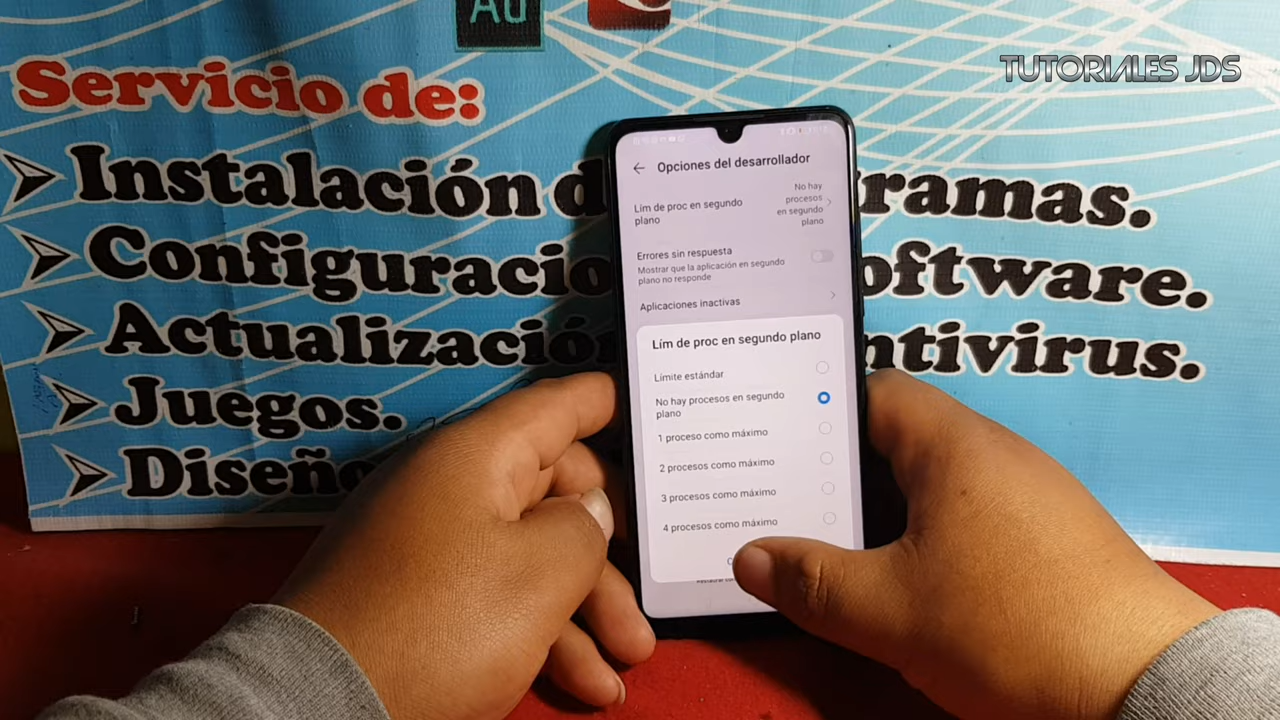 Au
TUTORIALES JDS
Servicio de:
Instalación d ramas.
Configuracio oftware.
Actualizació ntivirus.
Juegos.
Diseño
Opciones del desarrollador
Lím de proc en segundo
plano
No hay
procesos
en segundo
plano
Errores sin respuesta
Mostrar que la aplicación en segundo
plano no responde
Aplicaciones inactivas
Lím de proc en segundo plano
Límite estándar
No hay procesos en segundo
plano
1 proceso como máximo
2 procesos como máximo
3 procesos como máximo
4 procesos como máximo